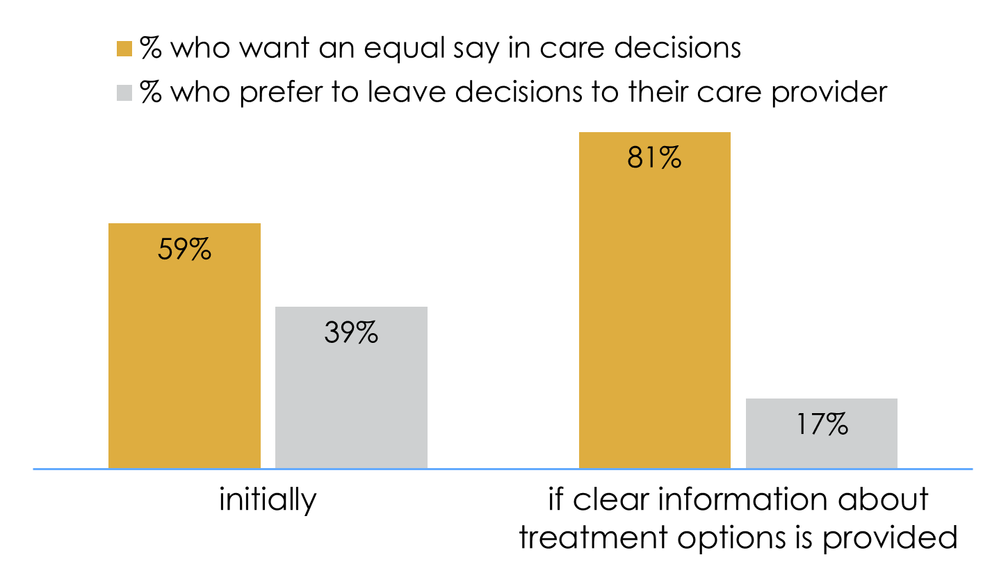 % who want an equal say in care decisions
% who prefer to leave decisions to their care provider
81%
59%
39%
17%
initially
if clear information about
treatment options is provided